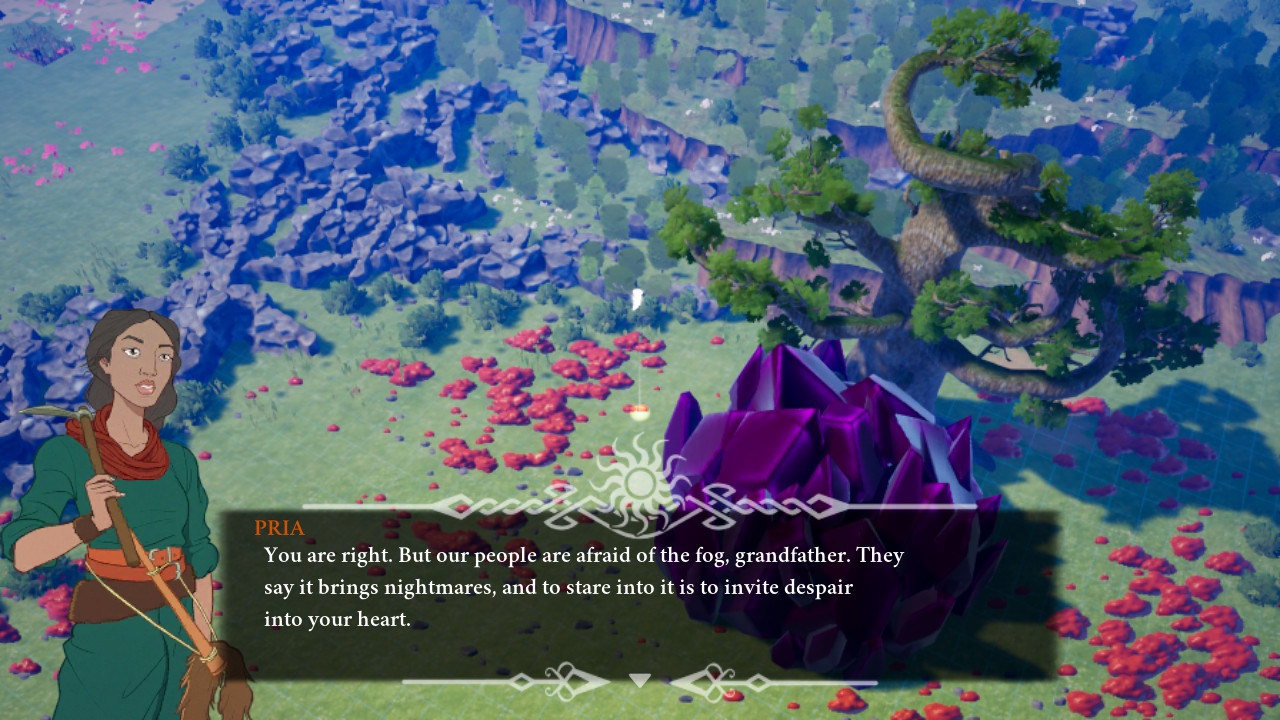 PRIA
You are right. But our people are afraid of the fog, grandfather. They
say it brings nightmares, and to stare into it is to invite despair
into your heart.